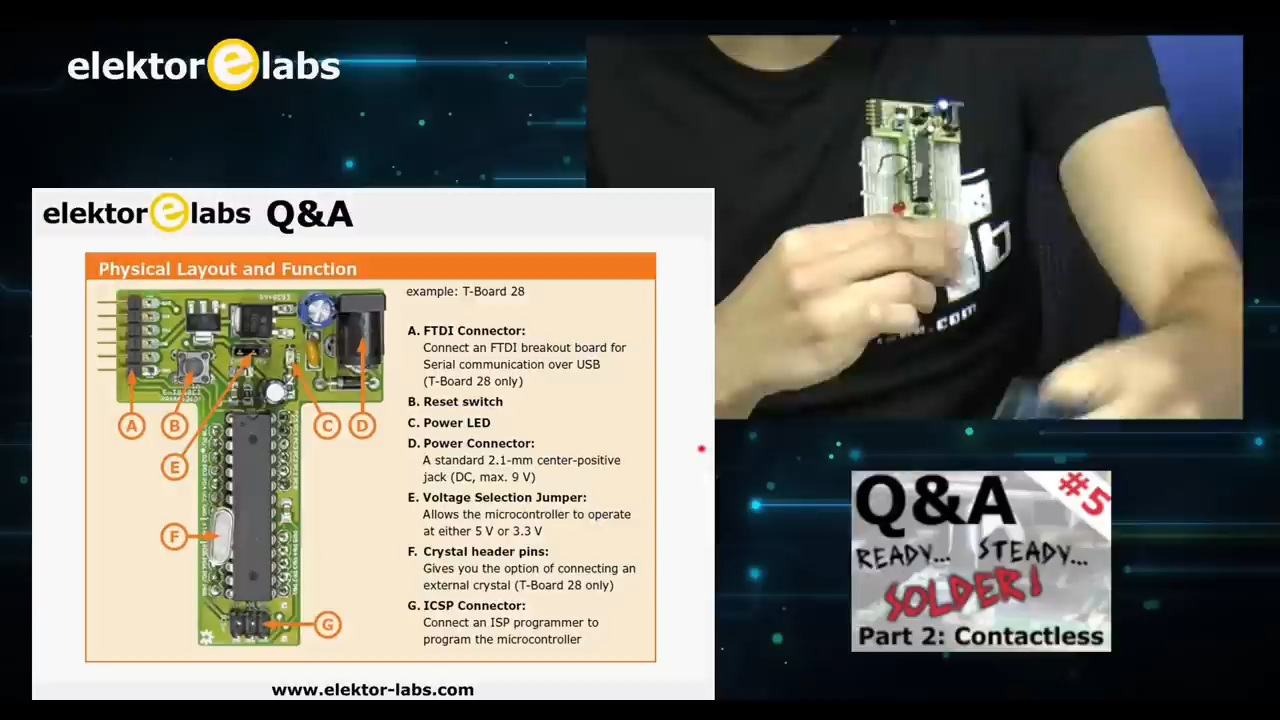 elektor e labs
elektor e labs Q&A
Physical Layout and Function
example: T-Board 28
A. FTDI Connector:
Connect an FTDI breakout board for
Serial communication over USB
(T-Board 28 only)
B. Reset switch
C. Power LED
D. Power Connector:
A standard 2.1-mm center-positive
jack (DC, max. 9 V)
E. Voltage Selection Jumper:
Allows the microcontroller to operate
at either 5 V or 3.3 V
F. Crystal header pins:
Gives you the option of connecting an
external crystal (T-Board 28 only)
G. ICSP Connector:
Connect an ISP programmer to
program the microcontroller
A
B
C
D
E
F
G
www.elektor-labs.com
.com
Q&A
#5
READY... STEADY...
SOLDER!
Part 2: Contactless